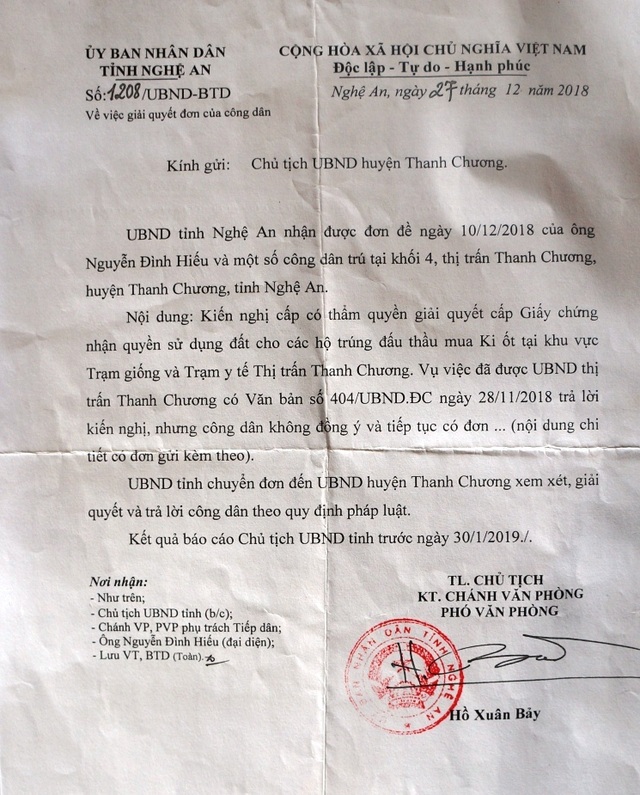 ỦY BAN NHÂN DÂN
TỈNH NGHỆ AN
Số: 1208/UBND-BTD
Về việc giải quyết đơn của công dân
CỘNG HÒA XÃ HỘI CHỦ NGHĨA VIỆT NAM
Độc lập - Tự do - Hạnh phúc
Nghệ An, ngày 27 tháng 12 năm 2018
Kính gửi: Chủ tịch UBND huyện Thanh Chương.
UBND tỉnh Nghệ An nhận được đơn đề ngày 10/12/2018 của ông
Nguyễn Đình Hiếu và một số công dân trú tại khối 4, thị trấn Thanh Chương,
huyện Thanh Chương, tỉnh Nghệ An.
Nội dung: Kiến nghị cấp có thẩm quyền giải quyết cấp Giấy chứng
nhận quyền sử dụng đất cho các hộ trúng đấu thầu mua Ki ốt tại khu vực
Trạm giống và Trạm y tế Thị trấn Thanh Chương. Vụ việc đã được UBND thị
trấn Thanh Chương có Văn bản số 404/UBND.ĐC ngày 28/11/2018 trả lời
kiến nghị, nhưng công dân không đồng ý và tiếp tục có đơn ... (nội dung chi
tiết có đơn gửi kèm theo).
UBND tỉnh chuyển đơn đến UBND huyện Thanh Chương xem xét, giải
quyết và trả lời công dân theo quy định pháp luật.
Kết quả báo cáo Chủ tịch UBND tỉnh trước ngày 30/1/2019./.
Nơi nhận:
- Như trên;
- Chủ tịch UBND tỉnh (b/c);
- Chánh VP, PVP phụ trách Tiếp dân;
- Ông Nguyễn Đình Hiếu (đại diện);
- Lưu VT, BTD (Toàn).
TL. CHỦ TỊCH
KT. CHÁNH VĂN PHÒNG
PHÓ VĂN PHÒNG
BAN NHÂN DÂN TỈNH NGHỆ AN
Hồ Xuân Bảy